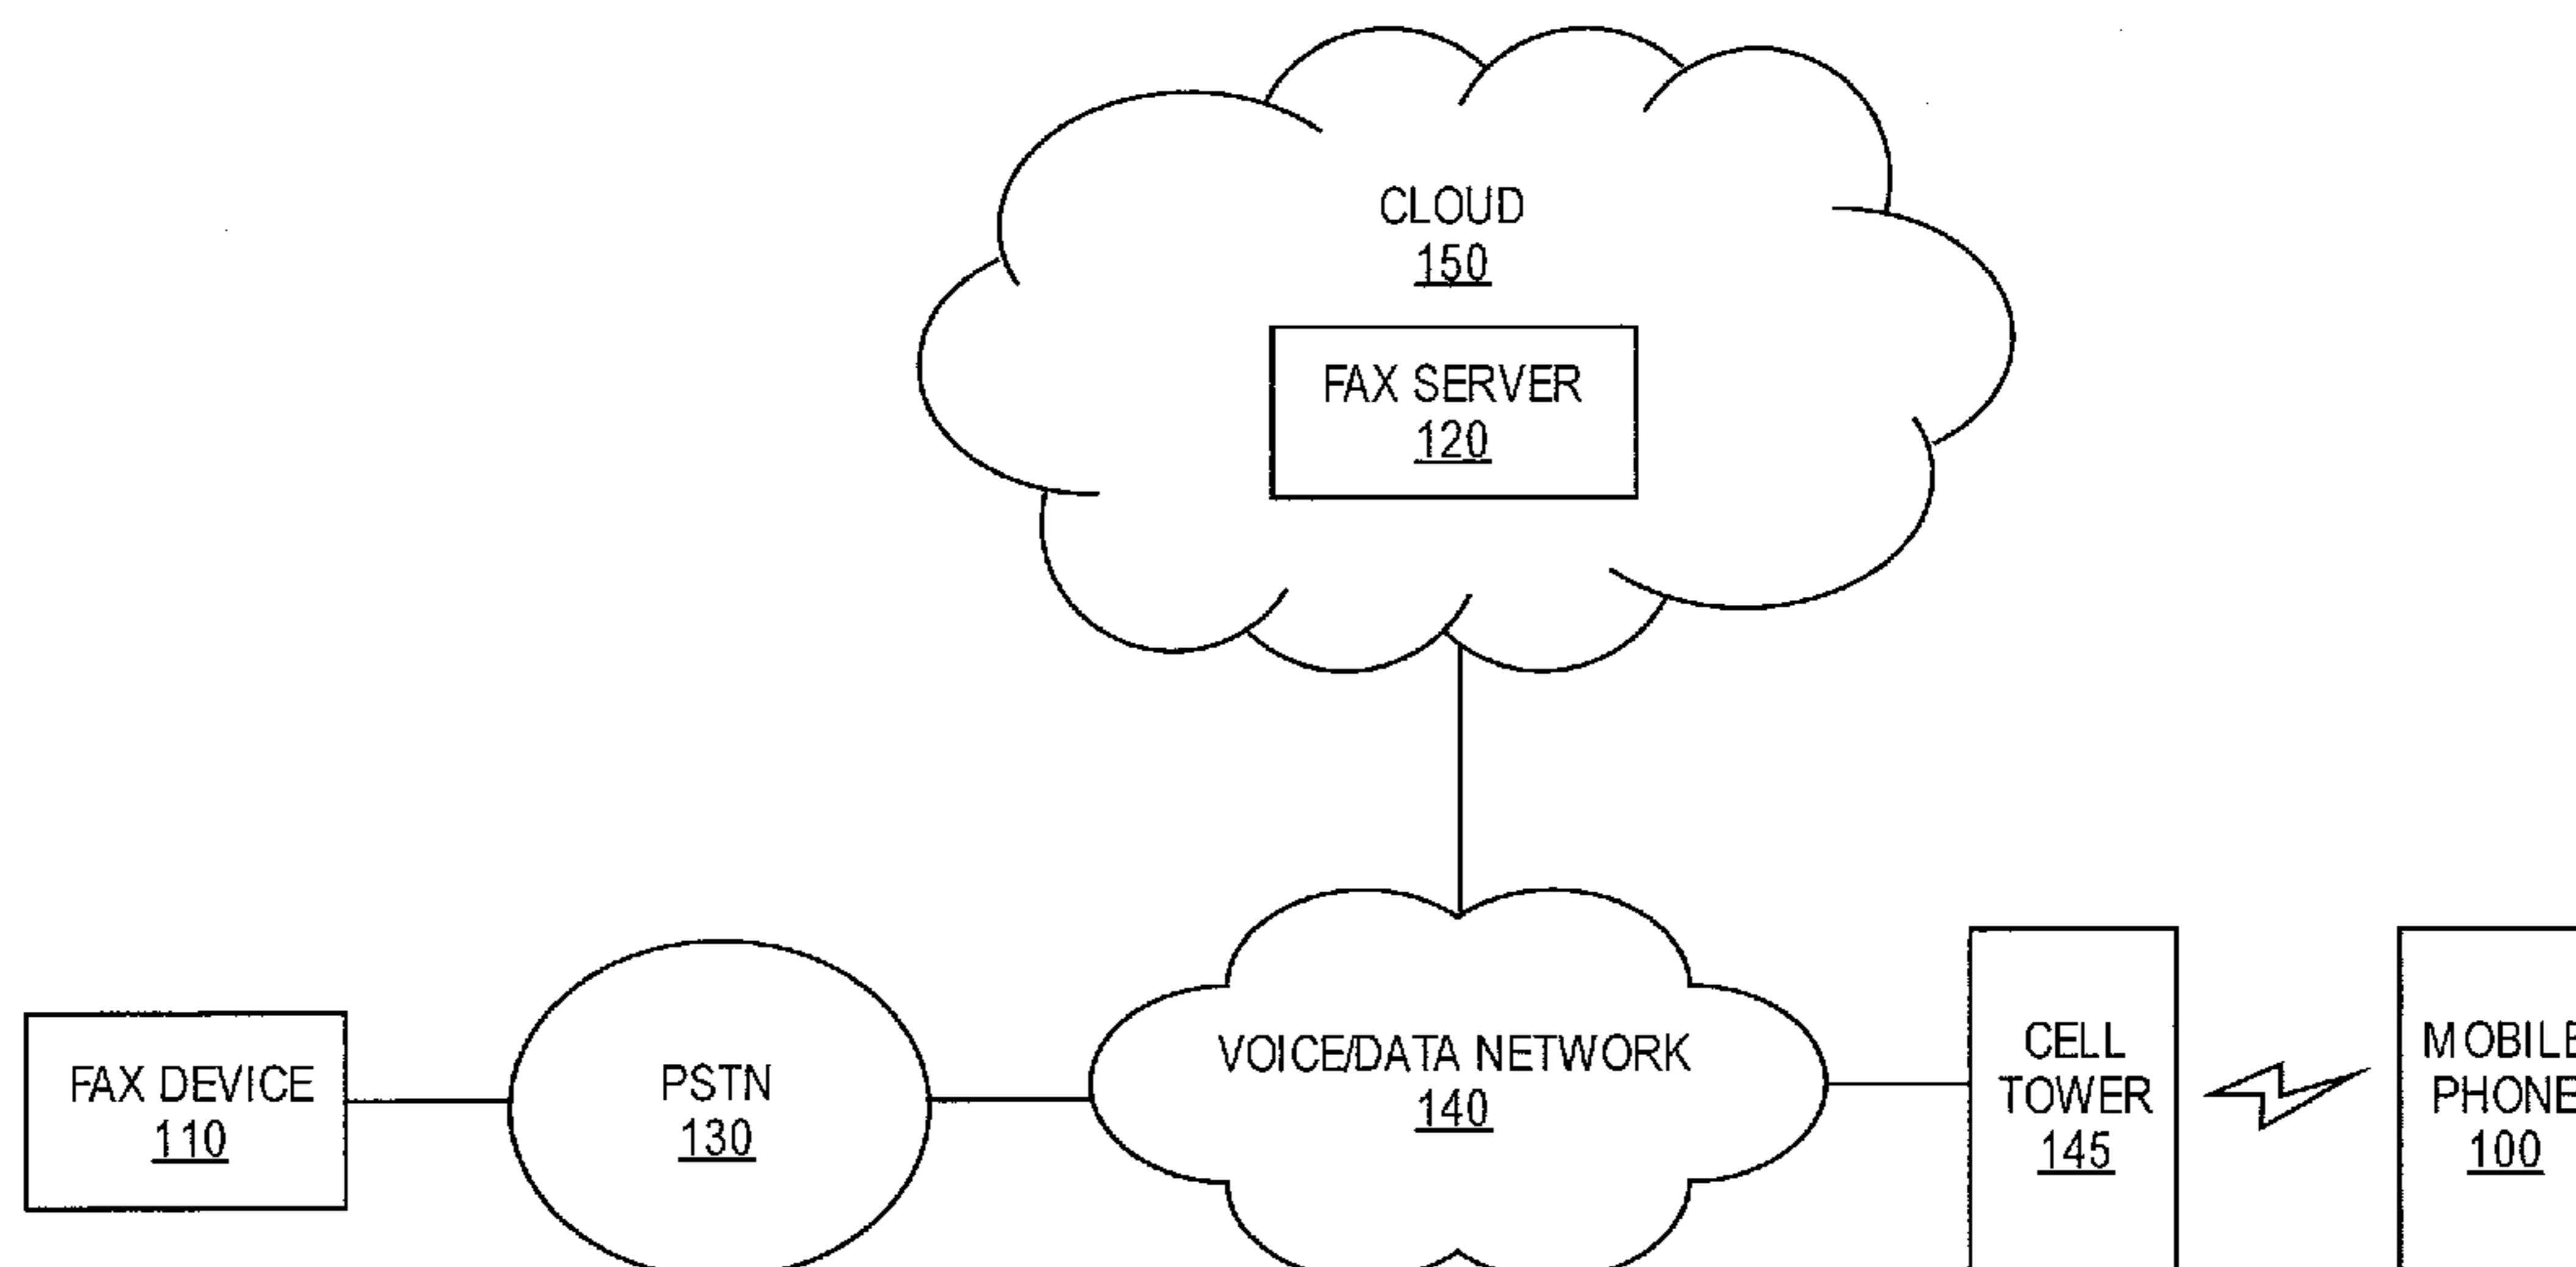 CLOUD
150
FAX SERVER
120
FAX DEVICE
110
PSTN
130
VOICE/DATA NETWORK
140
CELL
TOWER
145
MOBILE
PHONE
100